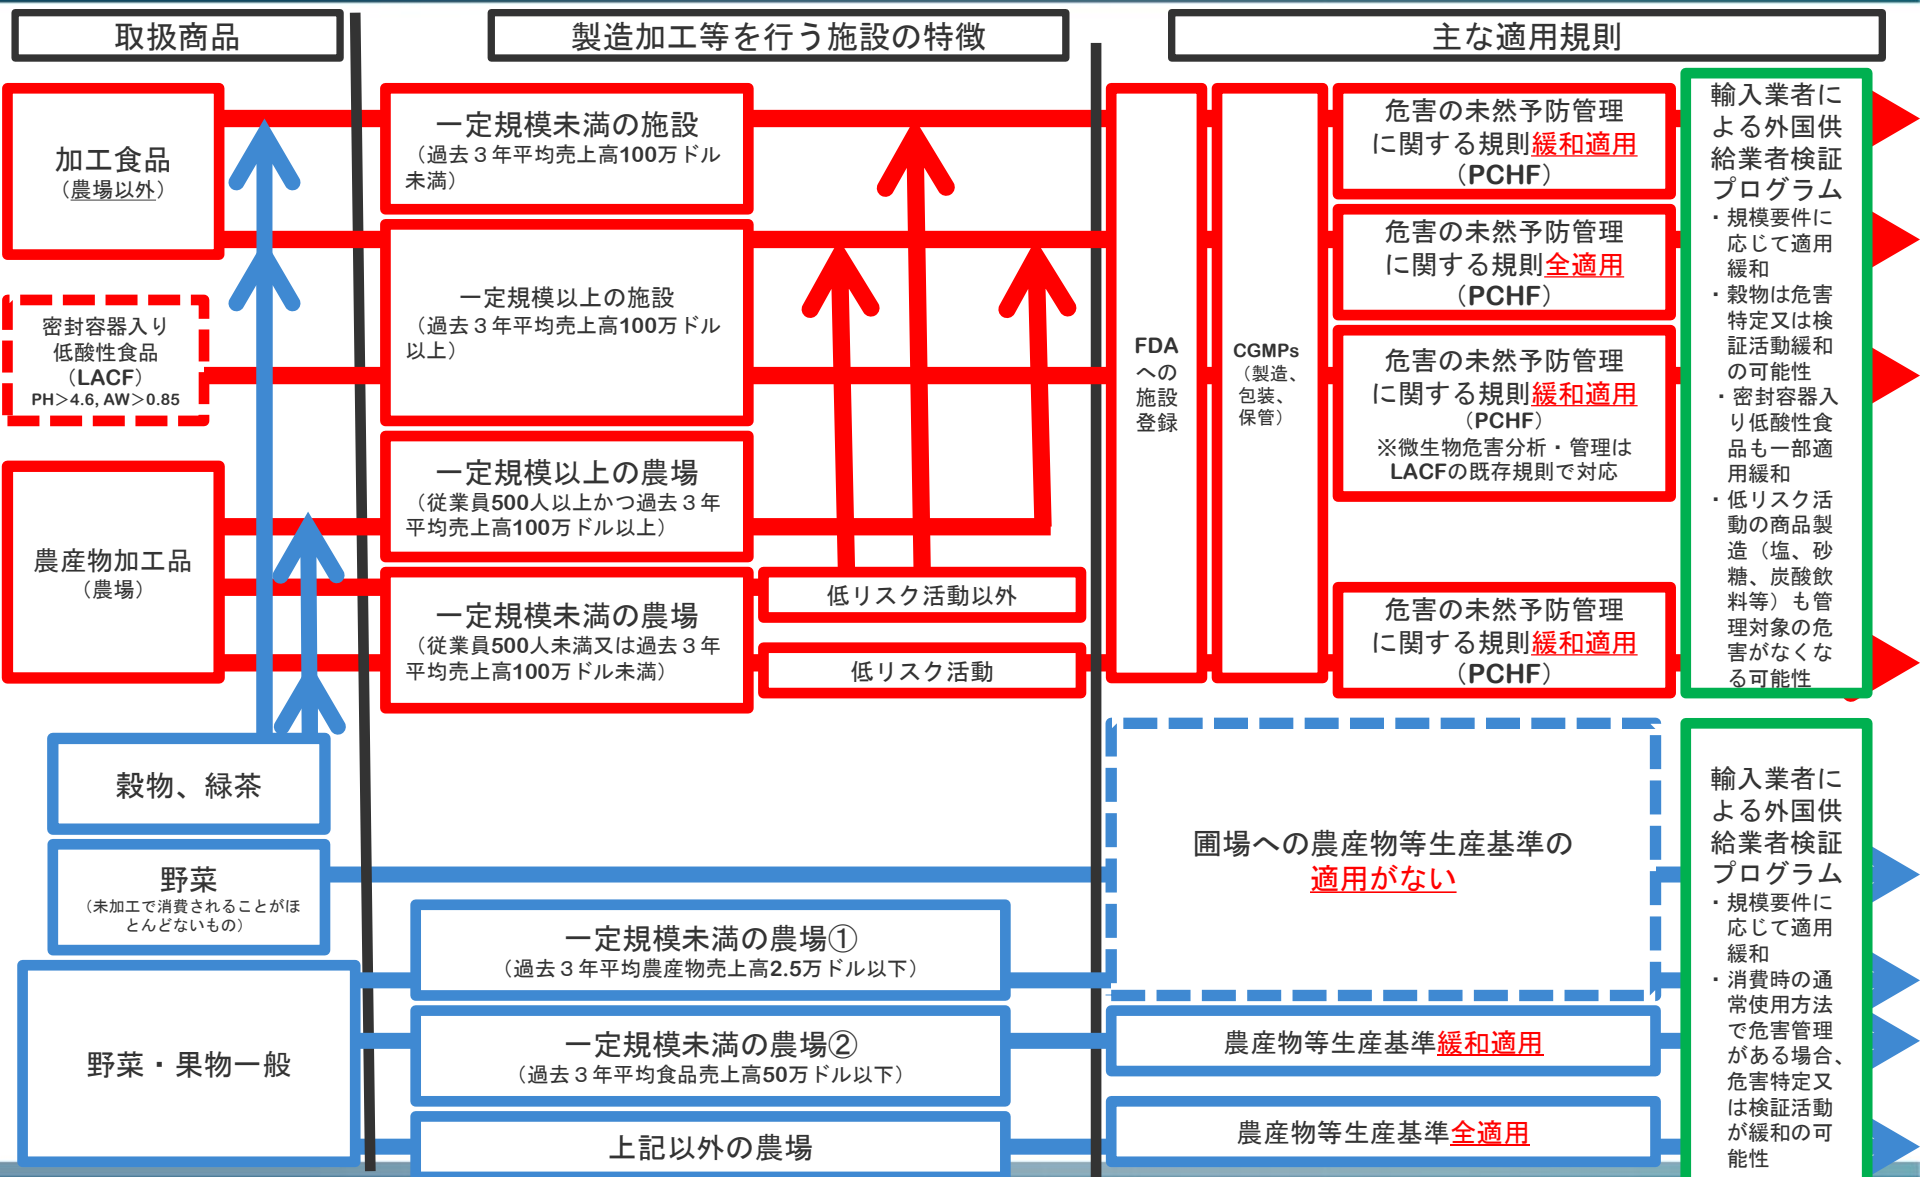 取扱商品
製造加工等を行う施設の特徴
主な適用規則
加工食品
（農場以外）
密封容器入り
低酸性食品
（LACF）
PH＞4.6, AW＞0.85
農産物加工品
（農場）
穀物、緑茶
野菜
（未加工で消費されることがほ
とんどないもの）
野菜・果物一般
一定規模未満の施設
（過去３年平均売上高100万ドル
未満）
一定規模以上の施設
（過去３年平均売上高100万ドル
以上）
一定規模以上の農場
（従業員500人以上かつ過去３年
平均売上高100万ドル以上）
一定規模未満の農場
（従業員500人未満又は過去３年
平均売上高100万ドル未満）
低リスク活動以外
低リスク活動
一定規模未満の農場①
（過去３年平均農産物売上高2.5万ドル以下）
一定規模未満の農場②
（過去３年平均食品売上高50万ドル以下）
上記以外の農場
FDA
への
施設
登録
CGMPs
（製造、
包装、
保管）
危害の未然予防管理
に関する規則緩和適用
（PCHF）
危害の未然予防管理
に関する規則全適用
（PCHF）
危害の未然予防管理
に関する規則緩和適用
（PCHF）
※微生物危害分析・管理は
LACFの既存規則で対応
危害の未然予防管理
に関する規則緩和適用
（PCHF）
圃場への農産物等生産基準の
適用がない
農産物等生産基準緩和適用
農産物等生産基準全適用
輸入業者に
よる外国供
給業者検証
プログラム
・規模要件に
応じて適用
緩和
・穀物は危害
特定又は検
証活動緩和
の可能性
・密封容器入
り低酸性食
品も一部適
用緩和
・低リスク活
動の商品製
造（塩、砂
糖、炭酸飲
料等）も管
理対象の危
害がなくな
る可能性
輸入業者に
よる外国供
給業者検証
プログラム
・規模要件に
応じて適用
緩和
・消費時の通
常使用方法
で危害管理
がある場合、
危害特定又
は検証活動
が緩和の可
能性